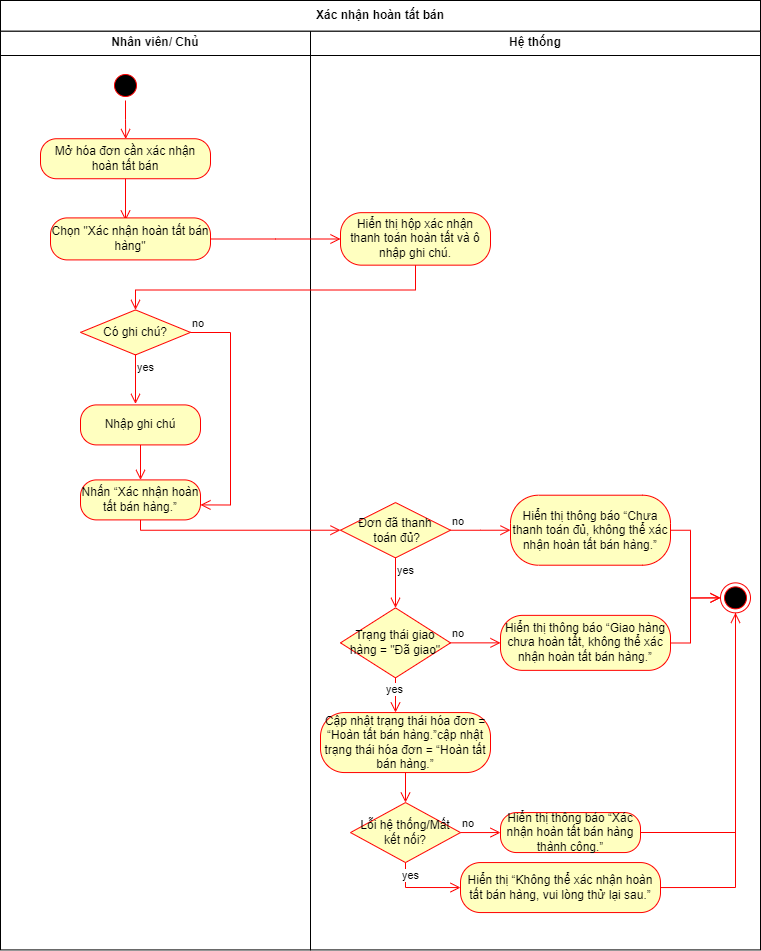 Xác nhận hoàn tất bán
Nhân viên/ Chủ
Hệ thống
Mở hóa đơn cần xác nhận
hoàn tất bán
Chọn "Xác nhận hoàn tất bán
hàng"
Hiển thị hộp xác nhận
thanh toán hoàn tất và ô
nhập ghi chú.
Có ghi chú?
no
yes
Nhập ghi chú
Nhấn “Xác nhận hoàn
tất bán hàng.”
Đơn đã thanh
toán đủ?
no
Hiển thị thông báo “Chưa
thanh toán đủ, không thể xác
nhận hoàn tất bán hàng.”
yes
Trạng thái giao
hàng = "Đã giao"
no
Hiển thị thông báo “Giao hàng
chưa hoàn tất, không thể xác
nhận hoàn tất bán hàng.”
yes
Cập nhật trạng thái hóa đơn =
“Hoàn tất bán hàng.”cập nhật
trạng thái hóa đơn = “Hoàn tất
bán hàng.”
Lỗi hệ thống/Mất
kết nối?
no
Hiển thị thông báo “Xác
nhận hoàn tất bán hàng
thành công.”
yes
Hiển thị “Không thể xác nhận hoàn
tất bán hàng, vui lòng thử lại sau.”